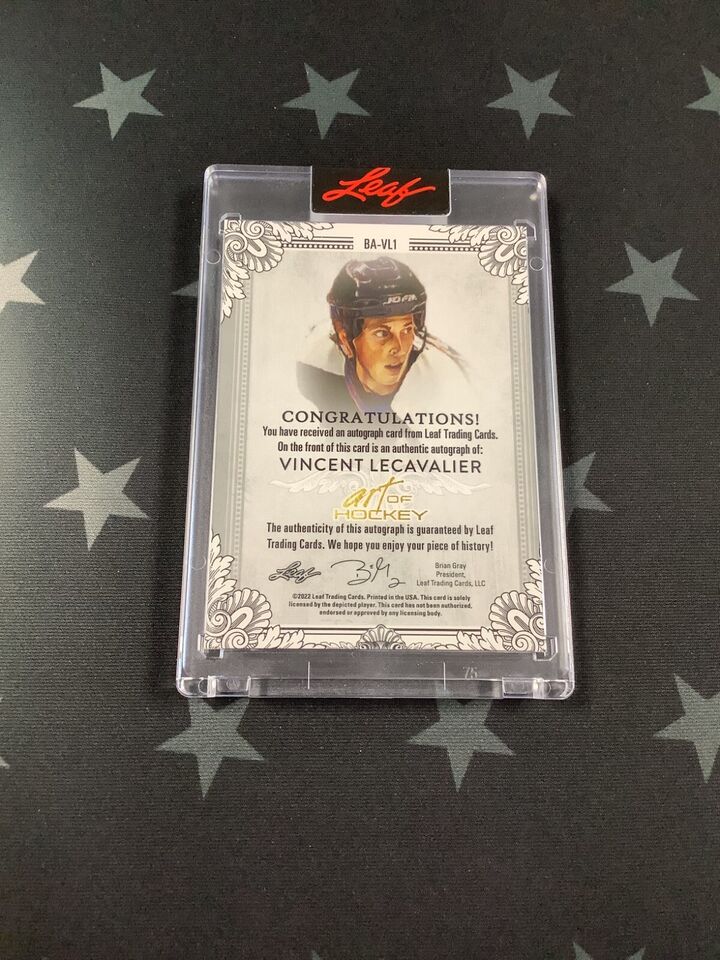 Leaf
BA-VL1
JOFA
CONGRATULATIONS!
You have received an autograph card from Leaf Trading Cards.
On the front of this card is an authentic autograph of:
VINCENT LECAVALIER
art OF
HOCKEY
The authenticity of this autograph is guaranteed by Leaf
Trading Cards. We hope you enjoy your piece of history!
Leaf
Brian Gray
President,
Leaf Trading Cards, LLC
©2022 Leaf Trading Cards. Printed in the USA. This card is solely
licensed by the depicted player. This card has not been authorized,
endorsed or approved by any licensing body.